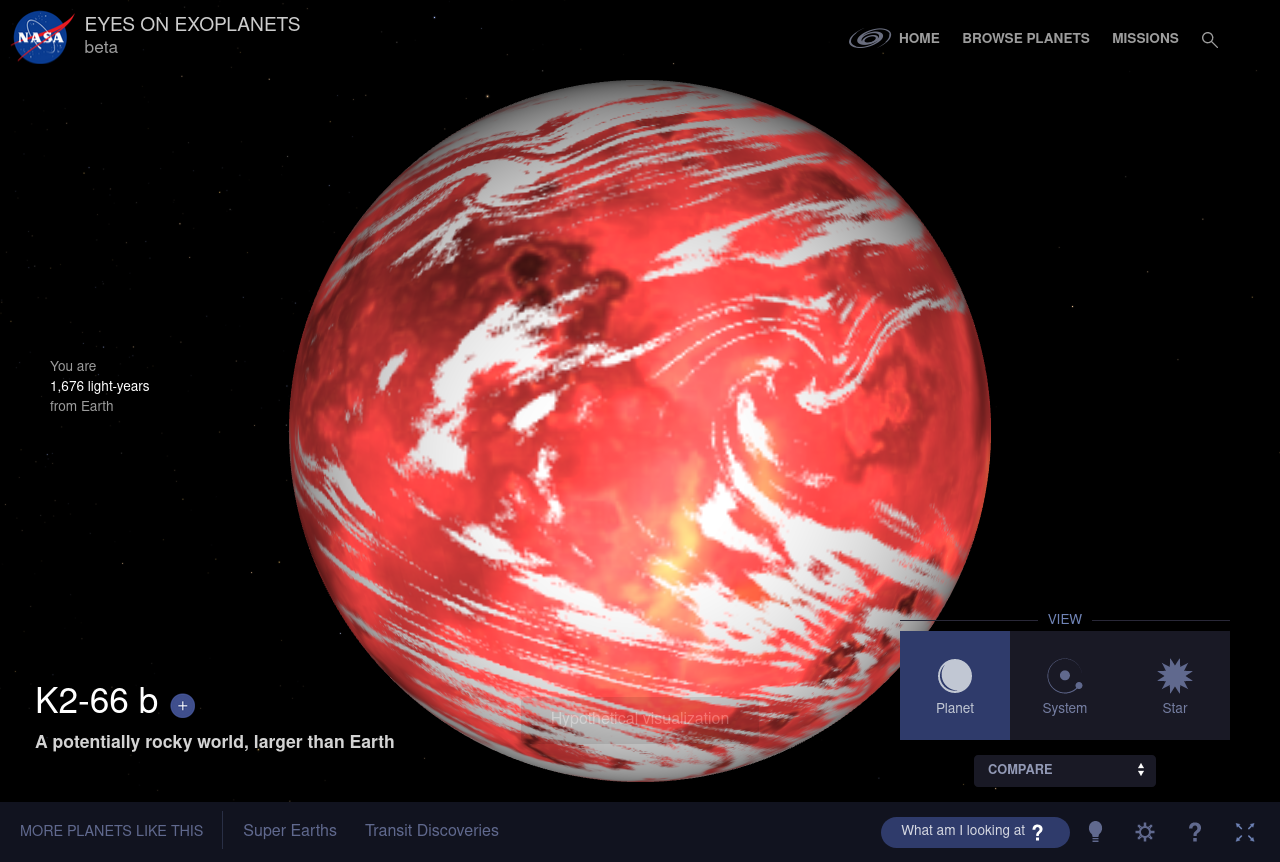 NASA
EYES ON EXOPLANETS
beta
HOME
BROWSE PLANETS
MISSIONS
You are
1,676 light-years
from Earth
VIEW
Planet
System
Star
K2-66 b +
A potentially rocky world, larger than Earth
Hypothetical Visualization
COMPARE
MORE PLANETS LIKE THIS
Super Earths
Transit Discoveries
What am I looking at ?
?